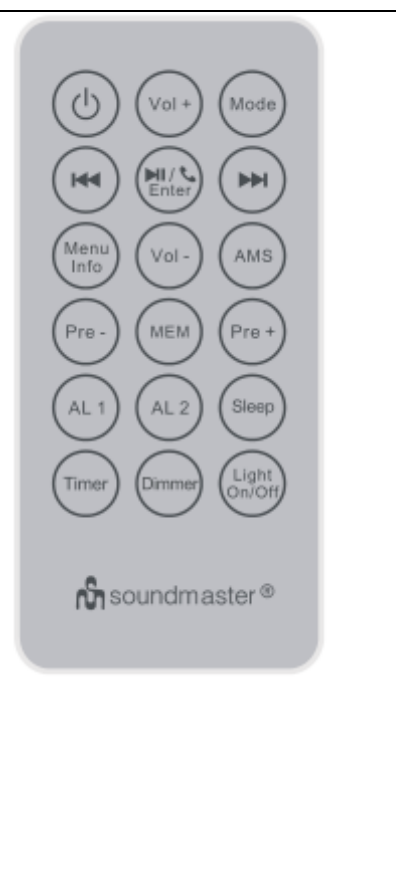 Vol + Mode
/
Enter
Menu
Info
Vol - AMS
Pre - MEM Pre +
AL 1 AL 2 Sleep
Timer Dimmer Light
On/Off
soundmaster ®